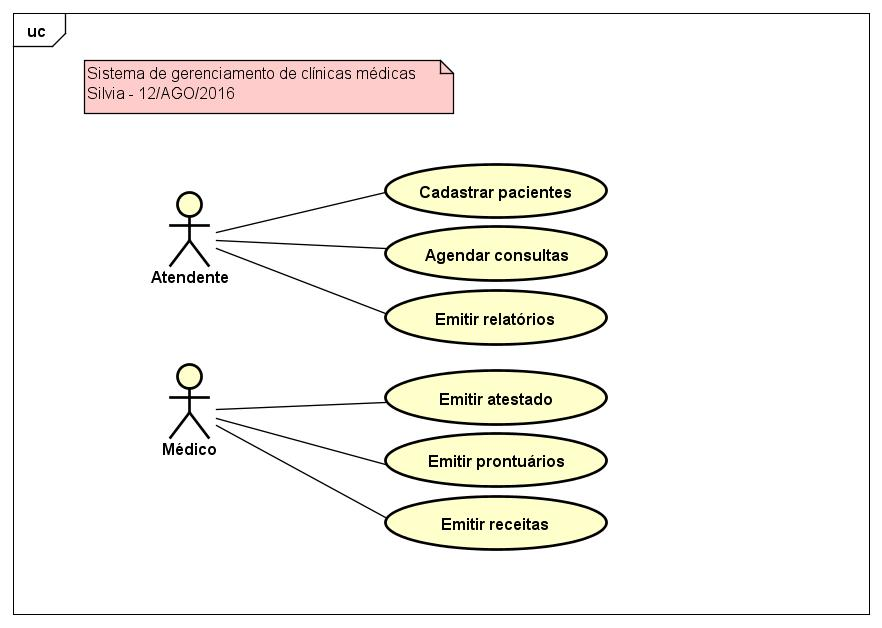 uc
Sistema de gerenciamento de clínicas médicas
Silvia - 12/AGO/2016
Cadastrar pacientes
Agendar consultas
Atendente
Emitir relatórios
Emitir atestado
Médico
Emitir prontuários
Emitir receitas